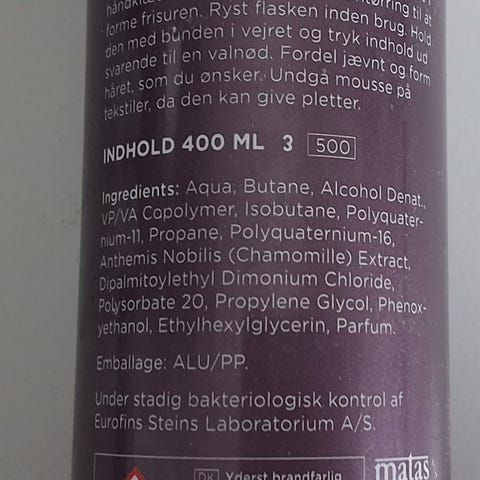 forme frisuren. Ryst flasken inden brug. Hold
den med bunden i vejret og tryk indhold ud
svarende til en valnød. Fordel jævnt og form
håret, som du ønsker. Undgå mousse på
tekstiler, da den kan give pletter.
INDHOLD 400 ML 3 500
Ingredients: Aqua, Butane, Alcohol Denat.,
VP/VA Copolymer, Isobutane, Polyquater-
nium-11, Propane, Polyquaternium-16,
Anthemis Nobilis (Chamomille) Extract,
Dipalmitoylethyl Dimonium Chloride,
Polysorbate 20, Propylene Glycol, Phenox-
yethanol, Ethylhexylglycerin, Parfum.
Emballage: ALU/PP.
Under stadig bakteriologisk kontrol af
Eurofins Steins Laboratorium A/S.
DK Yderst brandfarlig
matas